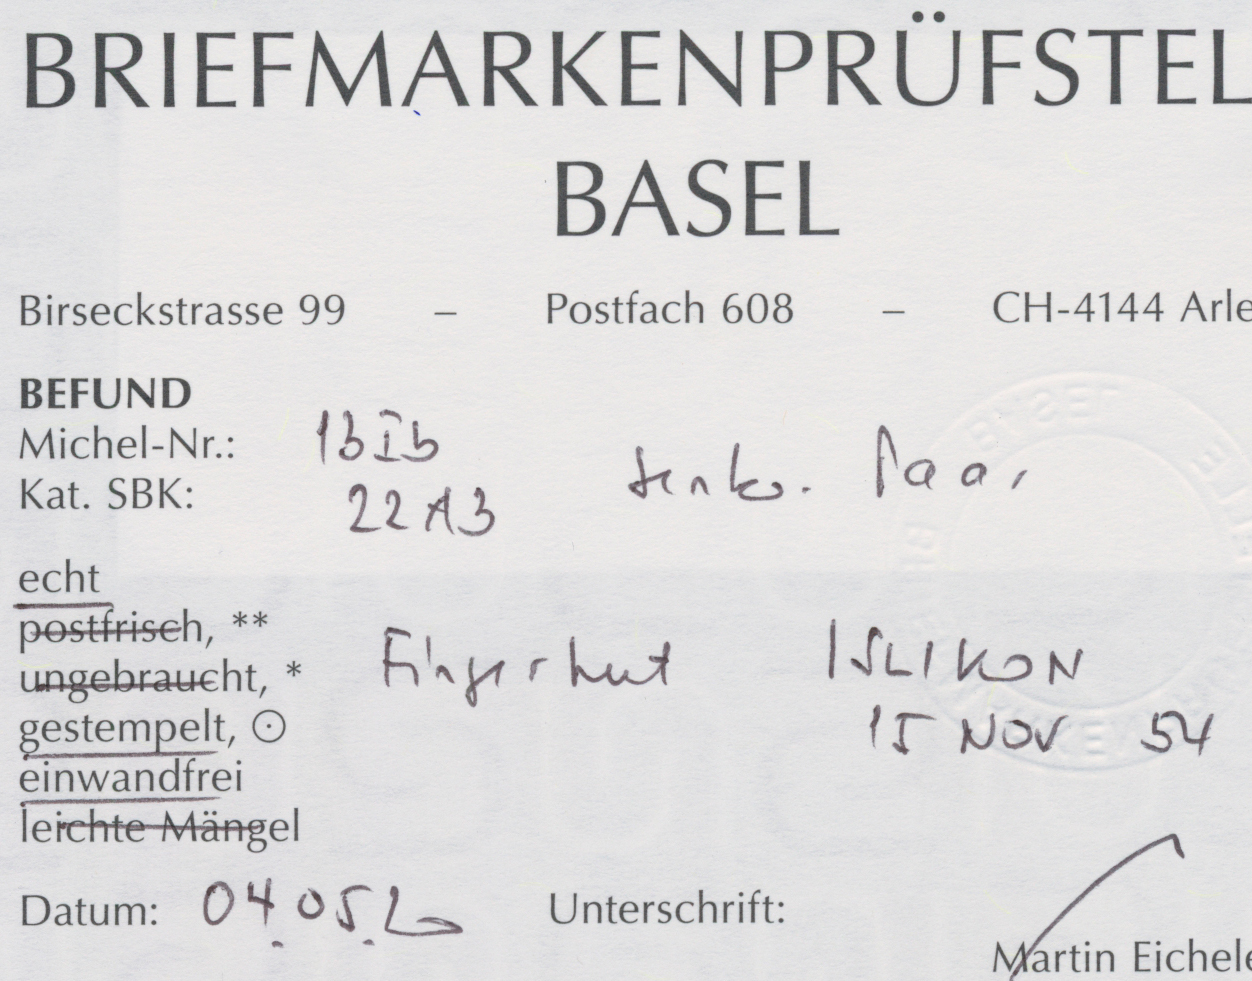 BRIEFMARKENPRÜFSTEL
BASEL
Birseckstrasse 99 – Postfach 608 – CH-4144 Arle
BEFUND
Michel-Nr.: 13Ib
Kat. SBK: 22A3 senkr. Paar
echt
postfrisch, **
ungebraucht, * Fingerhut ISLIKON
gestempelt, ⊙ 15 NOV 54
einwandfrei
leichte Mängel
Datum: 04.05. Unterschrift:
Martin Eichele